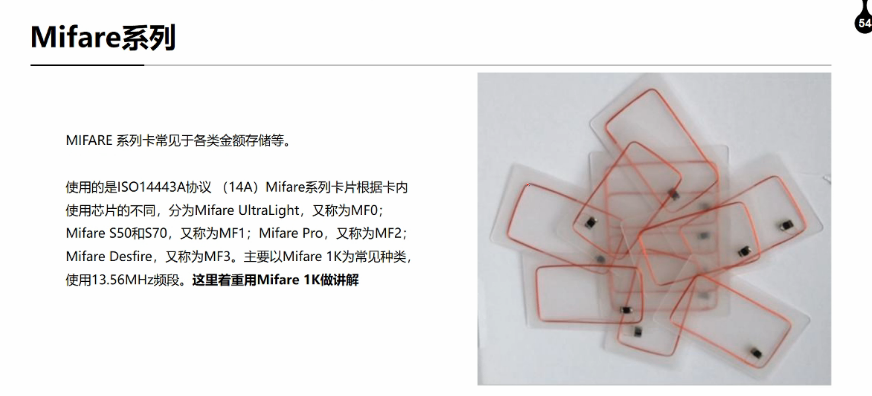 54
Mifare系列
MIFARE 系列卡常见于各类金额存储等。
使用的是ISO14443A协议 （14A）Mifare系列卡片根据卡内
使用芯片的不同，分为Mifare UltraLight，又称为MF0；
Mifare S50和S70，又称为MF1；Mifare Pro，又称为MF2；
Mifare Desfire，又称为MF3。主要以Mifare 1K为常见种类，
使用13.56MHz频段。这里着重用Mifare 1K做讲解